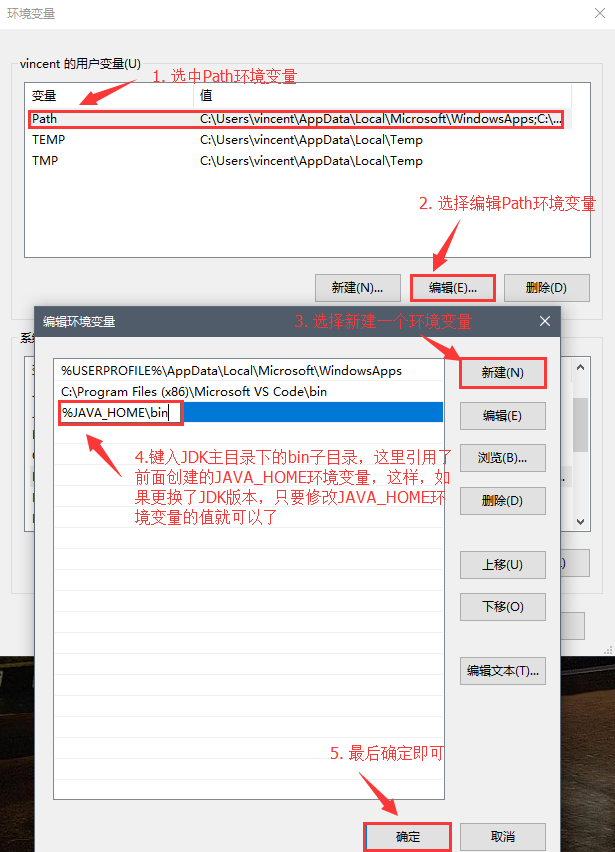 环境变量
vincent 的用户变量(U)
1. 选中Path环境变量
变量 值
Path C:\Users\vincent\AppData\Local\Microsoft\WindowsApps;C:\...
TEMP C:\Users\vincent\AppData\Local\Temp
TMP C:\Users\vincent\AppData\Local\Temp
2. 选择编辑Path环境变量
新建(N)... 编辑(E)... 删除(D)
编辑环境变量
3. 选择新建一个环境变量
%USERPROFILE%\AppData\Local\Microsoft\WindowsApps
C:\Program Files (x86)\Microsoft VS Code\bin
%JAVA_HOME\bin
4.键入JDK主目录下的bin子目录，这里引用了
前面创建的JAVA_HOME环境变量，这样，如
果更换了JDK版本，只要修改JAVA_HOME环
境变量的值就可以了
新建(N)
编辑(E)
浏览(B)...
删除(D)
上移(U)
下移(O)
编辑文本(T)...
5. 最后确定即可
确定 取消